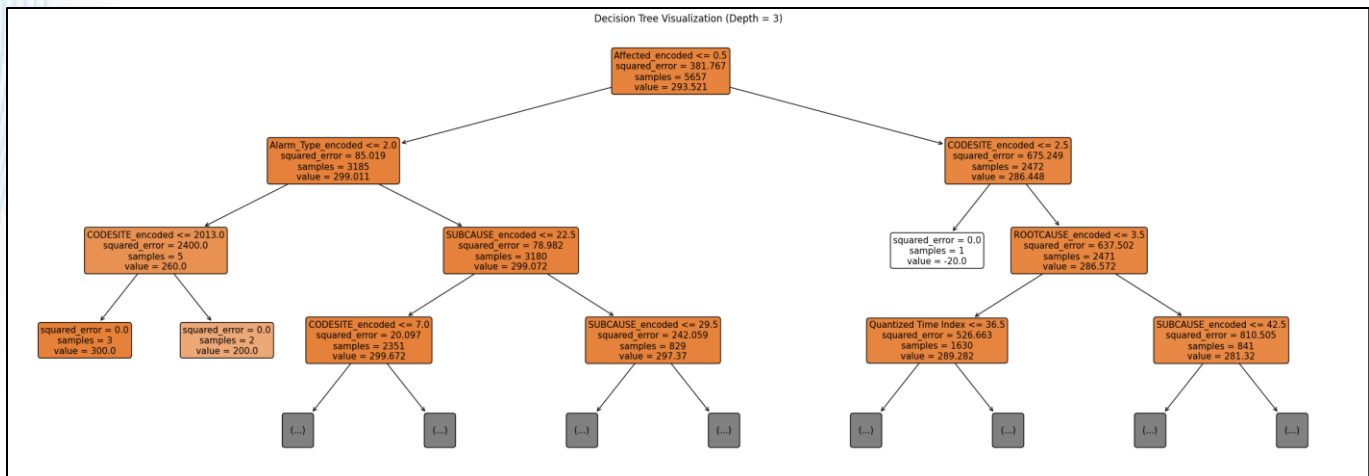 Decision Tree Visualization (Depth = 3)
Affected_encoded <= 0.5
squared_error = 381.767
samples = 5657
value = 293.521
Alarm_Type_encoded <= 2.0
squared_error = 85.019
samples = 3185
value = 299.011
CODESITE_encoded <= 2.5
squared_error = 675.249
samples = 2472
value = 286.448
CODESITE_encoded <= 2013.0
squared_error = 2400.0
samples = 5
value = 260.0
SUBCAUSE_encoded <= 22.5
squared_error = 78.982
samples = 3180
value = 299.072
squared_error = 0.0
samples = 1
value = -20.0
ROOTCAUSE_encoded <= 3.5
squared_error = 637.502
samples = 2471
value = 286.572
squared_error = 0.0
samples = 3
value = 300.0
squared_error = 0.0
samples = 2
value = 200.0
CODESITE_encoded <= 7.0
squared_error = 20.097
samples = 2351
value = 299.672
SUBCAUSE_encoded <= 29.5
squared_error = 242.059
samples = 829
value = 297.37
Quantized Time Index <= 36.5
squared_error = 526.663
samples = 1630
value = 289.282
SUBCAUSE_encoded <= 42.5
squared_error = 810.505
samples = 841
value = 281.32
(...)
(...)
(...)
(...)
(...)
(...)
(...)
(...)